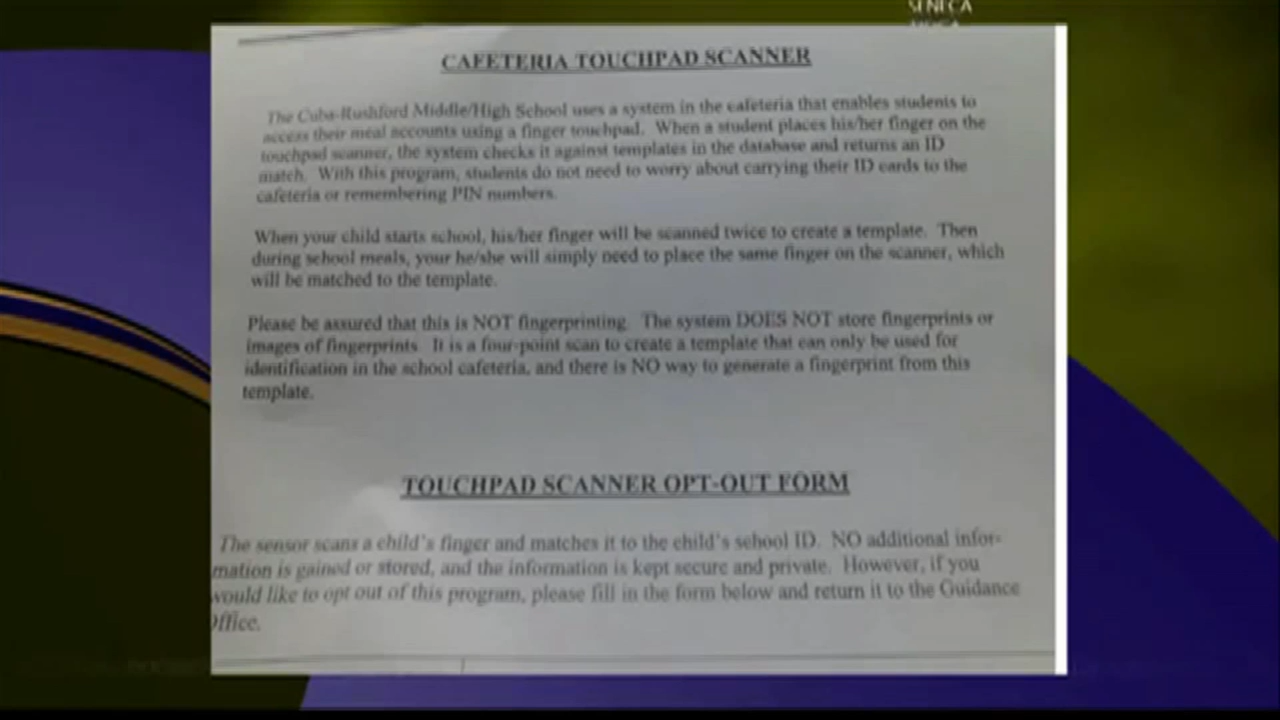 SENECA
CAFETERIA TOUCHPAD SCANNER
The Cuba-Rushford Middle/High School uses a system in the cafeteria that enables students to
access their meal accounts using a finger touchpad. When a student places his/her finger on the
touchpad scanner, the system checks it against templates in the database and returns an ID
match. With this program, students do not need to worry about carrying their ID cards to the
cafeteria or remembering PIN numbers.
When your child starts school, his/her finger will be scanned twice to create a template. Then
during school meals, your he/she will simply need to place the same finger on the scanner, which
will be matched to the template.
Please be assured that this is NOT fingerprinting. The system DOES NOT store fingerprints or
images of fingerprints. It is a four-point scan to create a template that can only be used for
identification in the school cafeteria, and there is NO way to generate a fingerprint from this
template.
TOUCHPAD SCANNER OPT-OUT FORM
The sensor scans a child's finger and matches it to the child's school ID. NO additional infor-
mation is gained or stored, and the information is kept secure and private. However, if you
would like to opt out of this program, please fill in the form below and return it to the Guidance
Office.